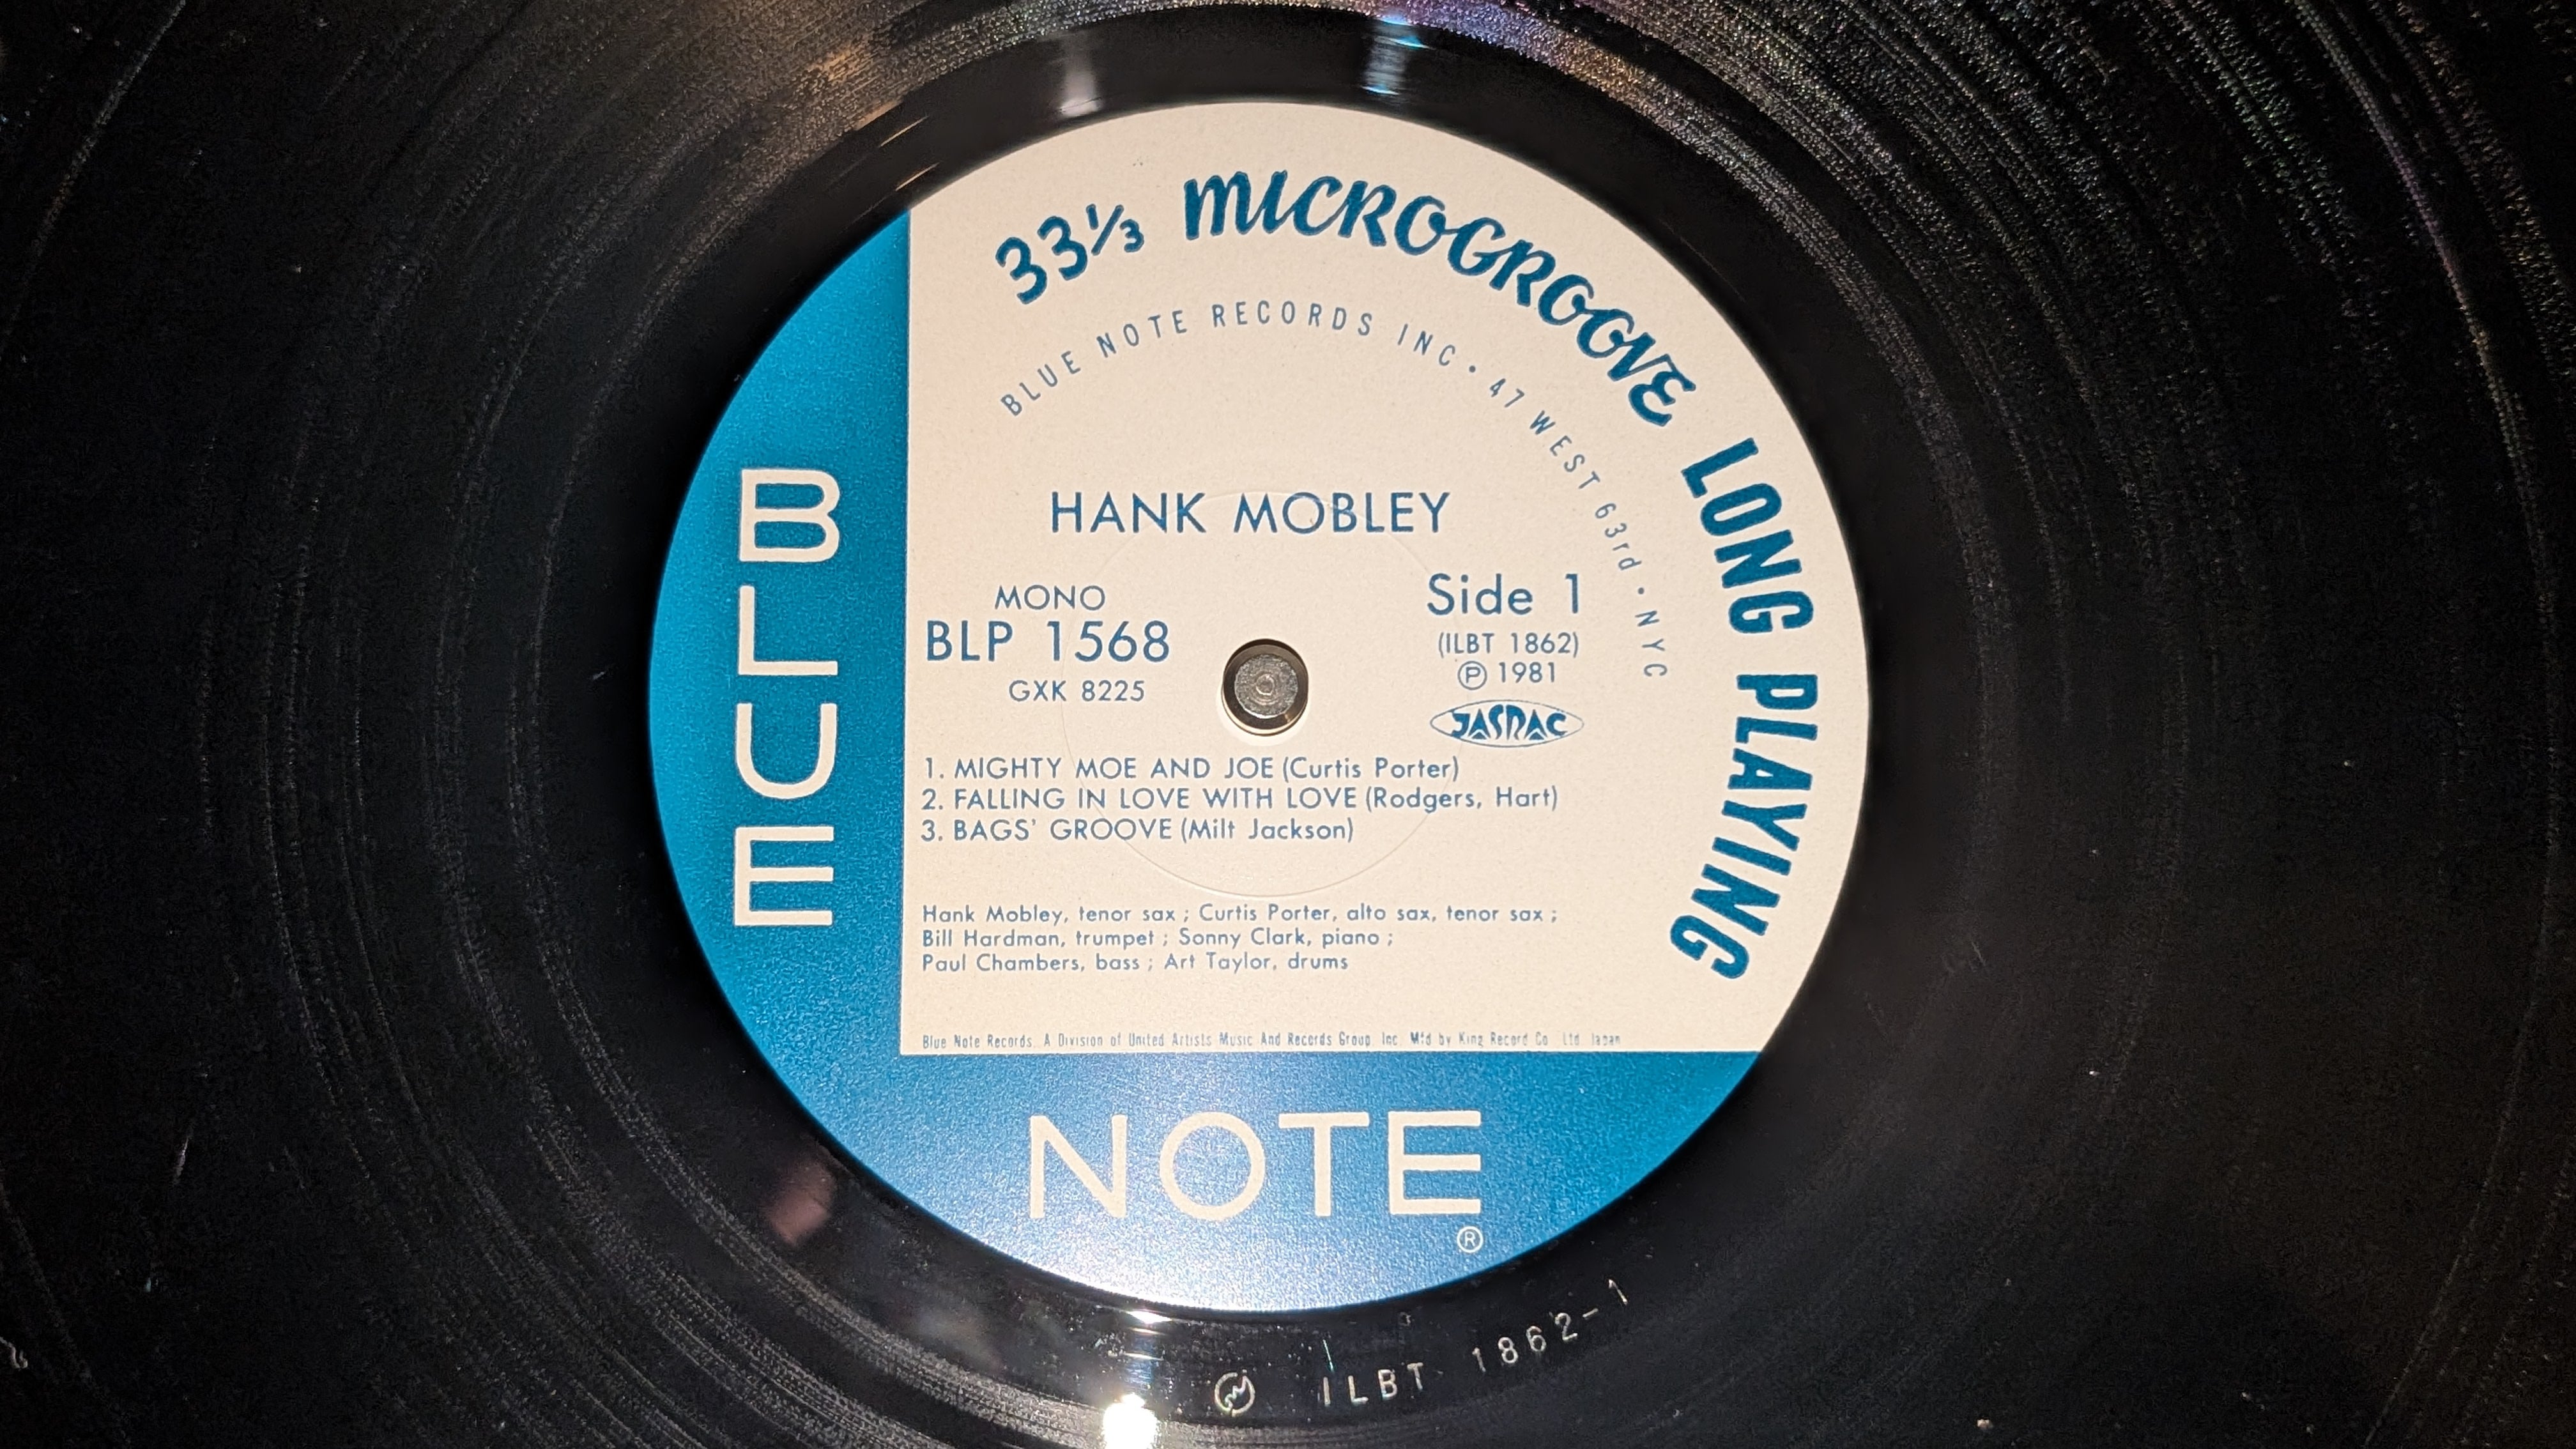 33⅓ MICROGROOVE LONG PLAYING
BLUE NOTE RECORDS INC • 47 WEST 63rd • NYC
HANK MOBLEY
MONO
BLP 1568
GXK 8225
Side 1
(ILBT 1862)
Ⓟ 1981
JASRAC
1. MIGHTY MOE AND JOE (Curtis Porter)
2. FALLING IN LOVE WITH LOVE (Rodgers, Hart)
3. BAGS' GROOVE (Milt Jackson)
Hank Mobley, tenor sax ; Curtis Porter, alto sax, tenor sax ;
Bill Hardman, trumpet ; Sonny Clark, piano ;
Paul Chambers, bass ; Art Taylor, drums
Blue Note Records. A Division of United Artists Music And Records Group. Inc. M'f'd by King Record Co. Ltd. Japan
BLUE
NOTE
®
ILBT 1862-1